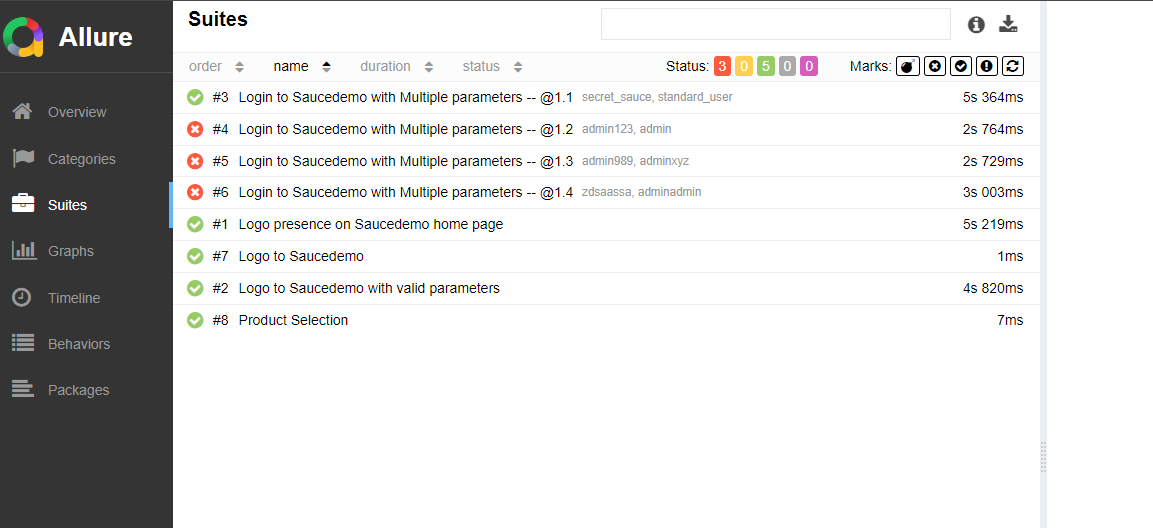 Allure
Suites
order name duration status Status: 3 0 5 0 0 Marks:
Overview
Categories
Suites
Graphs
Timeline
Behaviors
Packages
#3 Login to Saucedemo with Multiple parameters -- @1.1 secret_sauce, standard_user 5s 364ms
#4 Login to Saucedemo with Multiple parameters -- @1.2 admin123, admin 2s 764ms
#5 Login to Saucedemo with Multiple parameters -- @1.3 admin989, adminxyz 2s 729ms
#6 Login to Saucedemo with Multiple parameters -- @1.4 zdsaassa, adminadmin 3s 003ms
#1 Logo presence on Saucedemo home page 5s 219ms
#7 Logo to Saucedemo 1ms
#2 Logo to Saucedemo with valid parameters 4s 820ms
#8 Product Selection 7ms